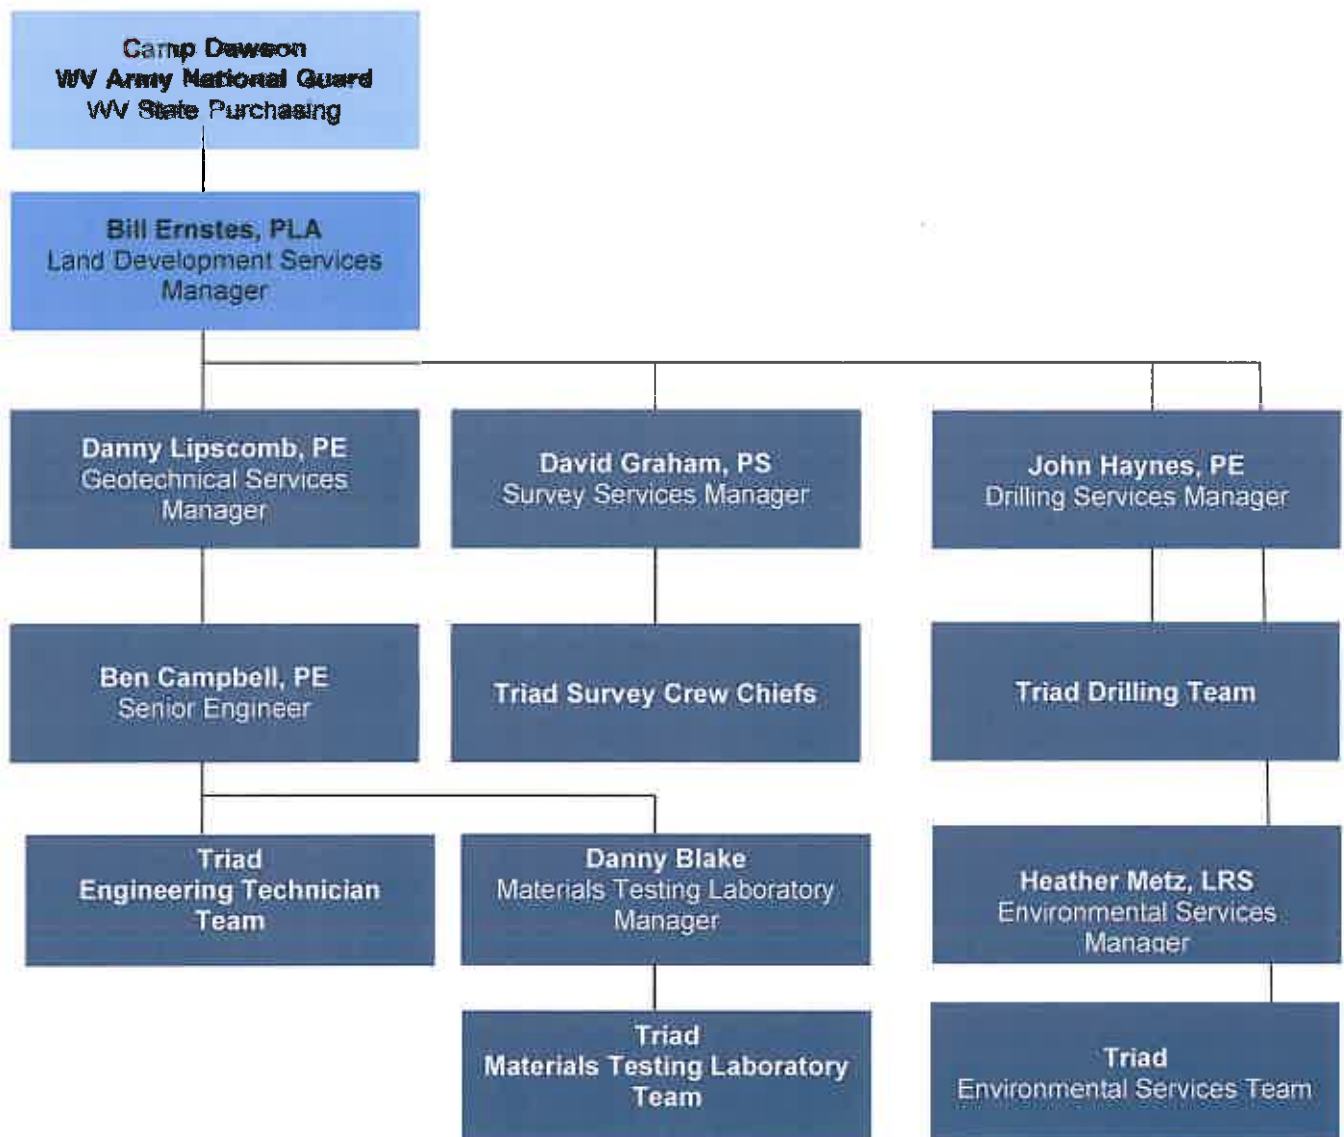 Camp Dawson
WV Army National Guard
WV State Purchasing
Bill Ernstes, PLA
Land Development Services
Manager
Danny Lipscomb, PE
Geotechnical Services
Manager
David Graham, PS
Survey Services Manager
John Haynes, PE
Drilling Services Manager
Ben Campbell, PE
Senior Engineer
Triad Survey Crew Chiefs
Triad Drilling Team
Triad
Engineering Technician
Team
Danny Blake
Materials Testing Laboratory
Manager
Heather Metz, LRS
Environmental Services
Manager
Triad
Materials Testing Laboratory
Team
Triad
Environmental Services Team